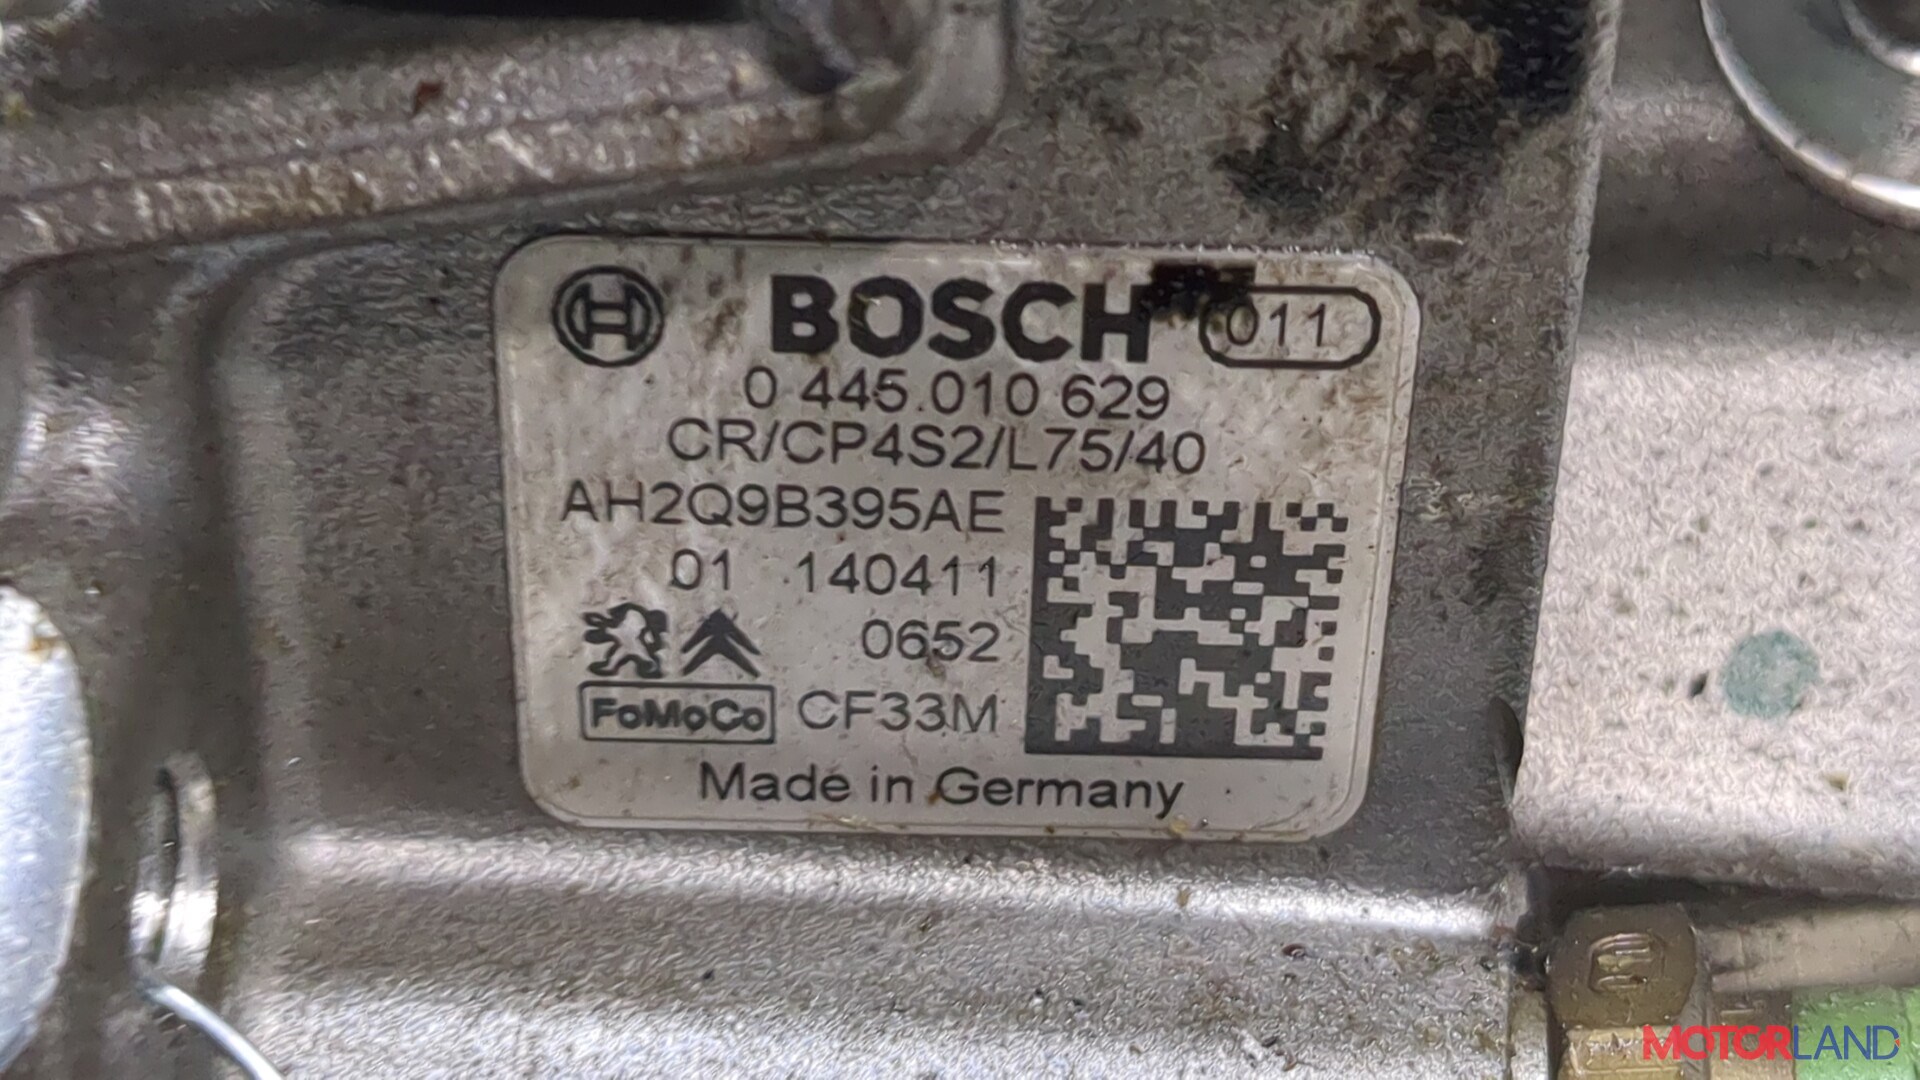 BOSCH 011
0 445 010 629
CR/CP4S2/L75/40
AH2Q9B395AE
01 140411
0652
FoMoCo CF33M
Made in Germany
MOTORLAND